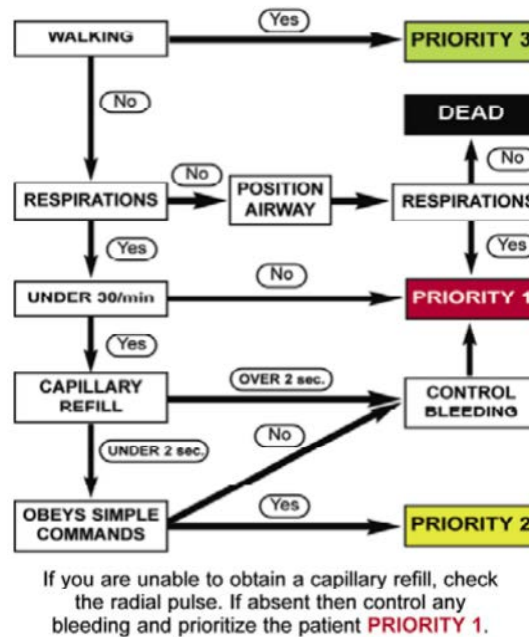 WALKING
Yes
PRIORITY 3
No
DEAD
No
RESPIRATIONS
No
POSITION
AIRWAY
RESPIRATIONS
Yes
Yes
UNDER 30/min
No
PRIORITY 1
Yes
CAPILLARY
REFILL
OVER 2 sec.
CONTROL
BLEEDING
No
UNDER 2 sec.
OBEYS SIMPLE
COMMANDS
Yes
PRIORITY 2
If you are unable to obtain a capillary refill, check
the radial pulse. If absent then control any
bleeding and prioritize the patient PRIORITY 1.